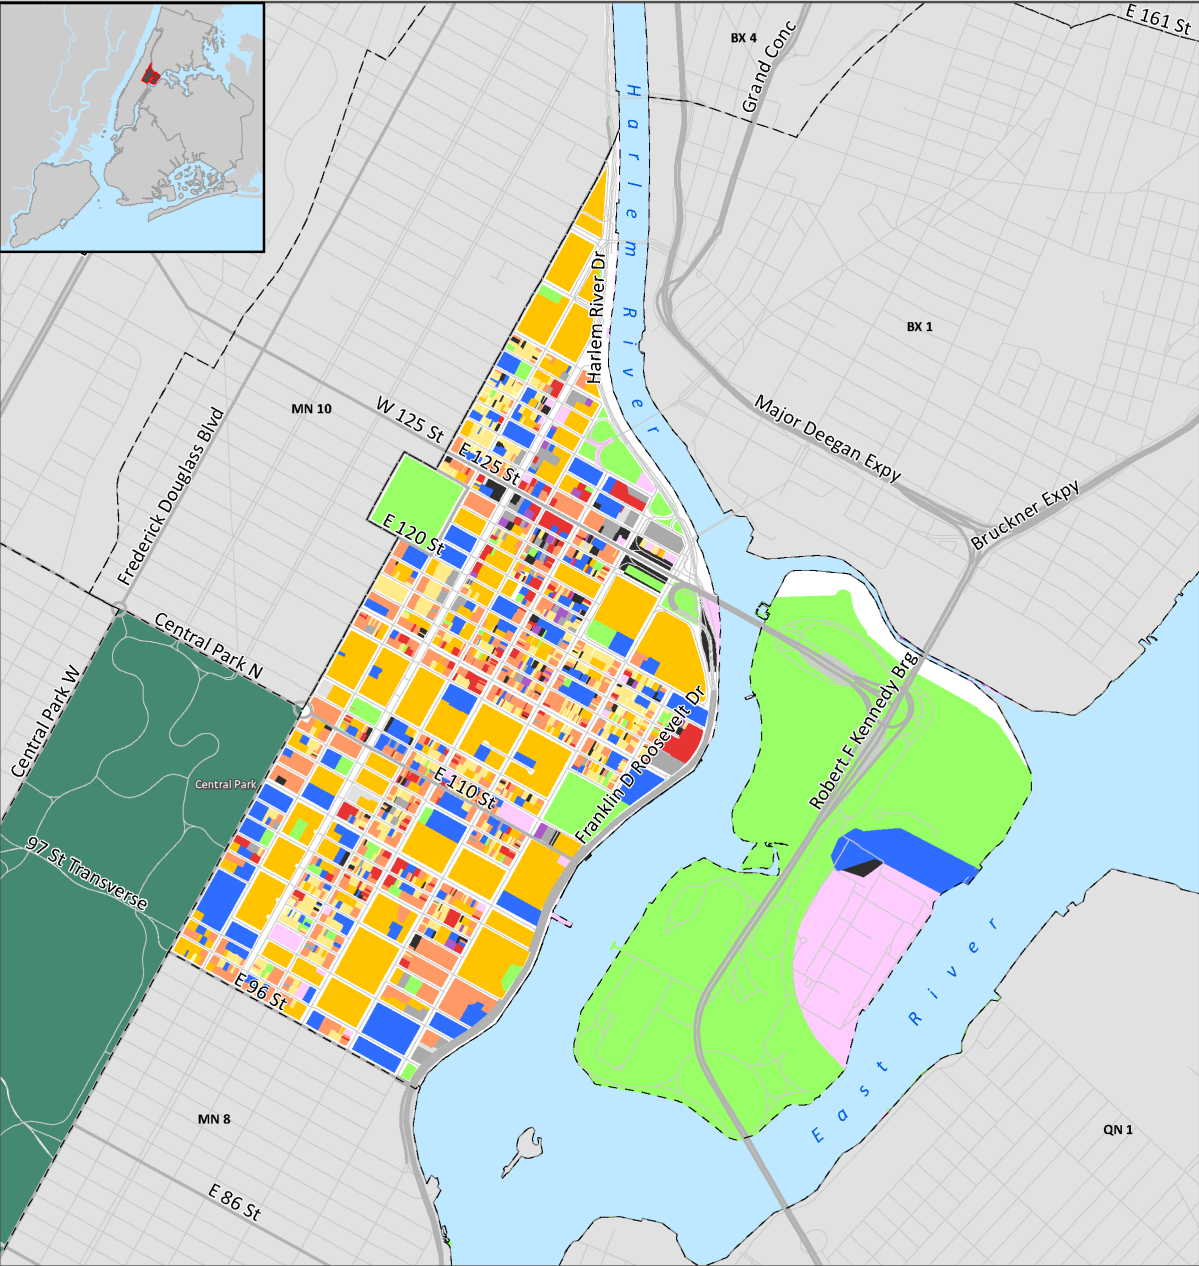 E 161 St
BX 4
Grand Conc
Harlem River
Harlem River Dr
BX 1
MN 10
W 125 St
Major Deegan Expy
Frederick Douglass Blvd
E 125 St
Bruckner Expy
E 120 St
Central Park N
Central Park W
Robert F Kennedy Brg
Franklin D Roosevelt Dr
Central Park
E 110 St
97 St Transverse
East River
E 96 St
MN 8
QN 1
E 86 St